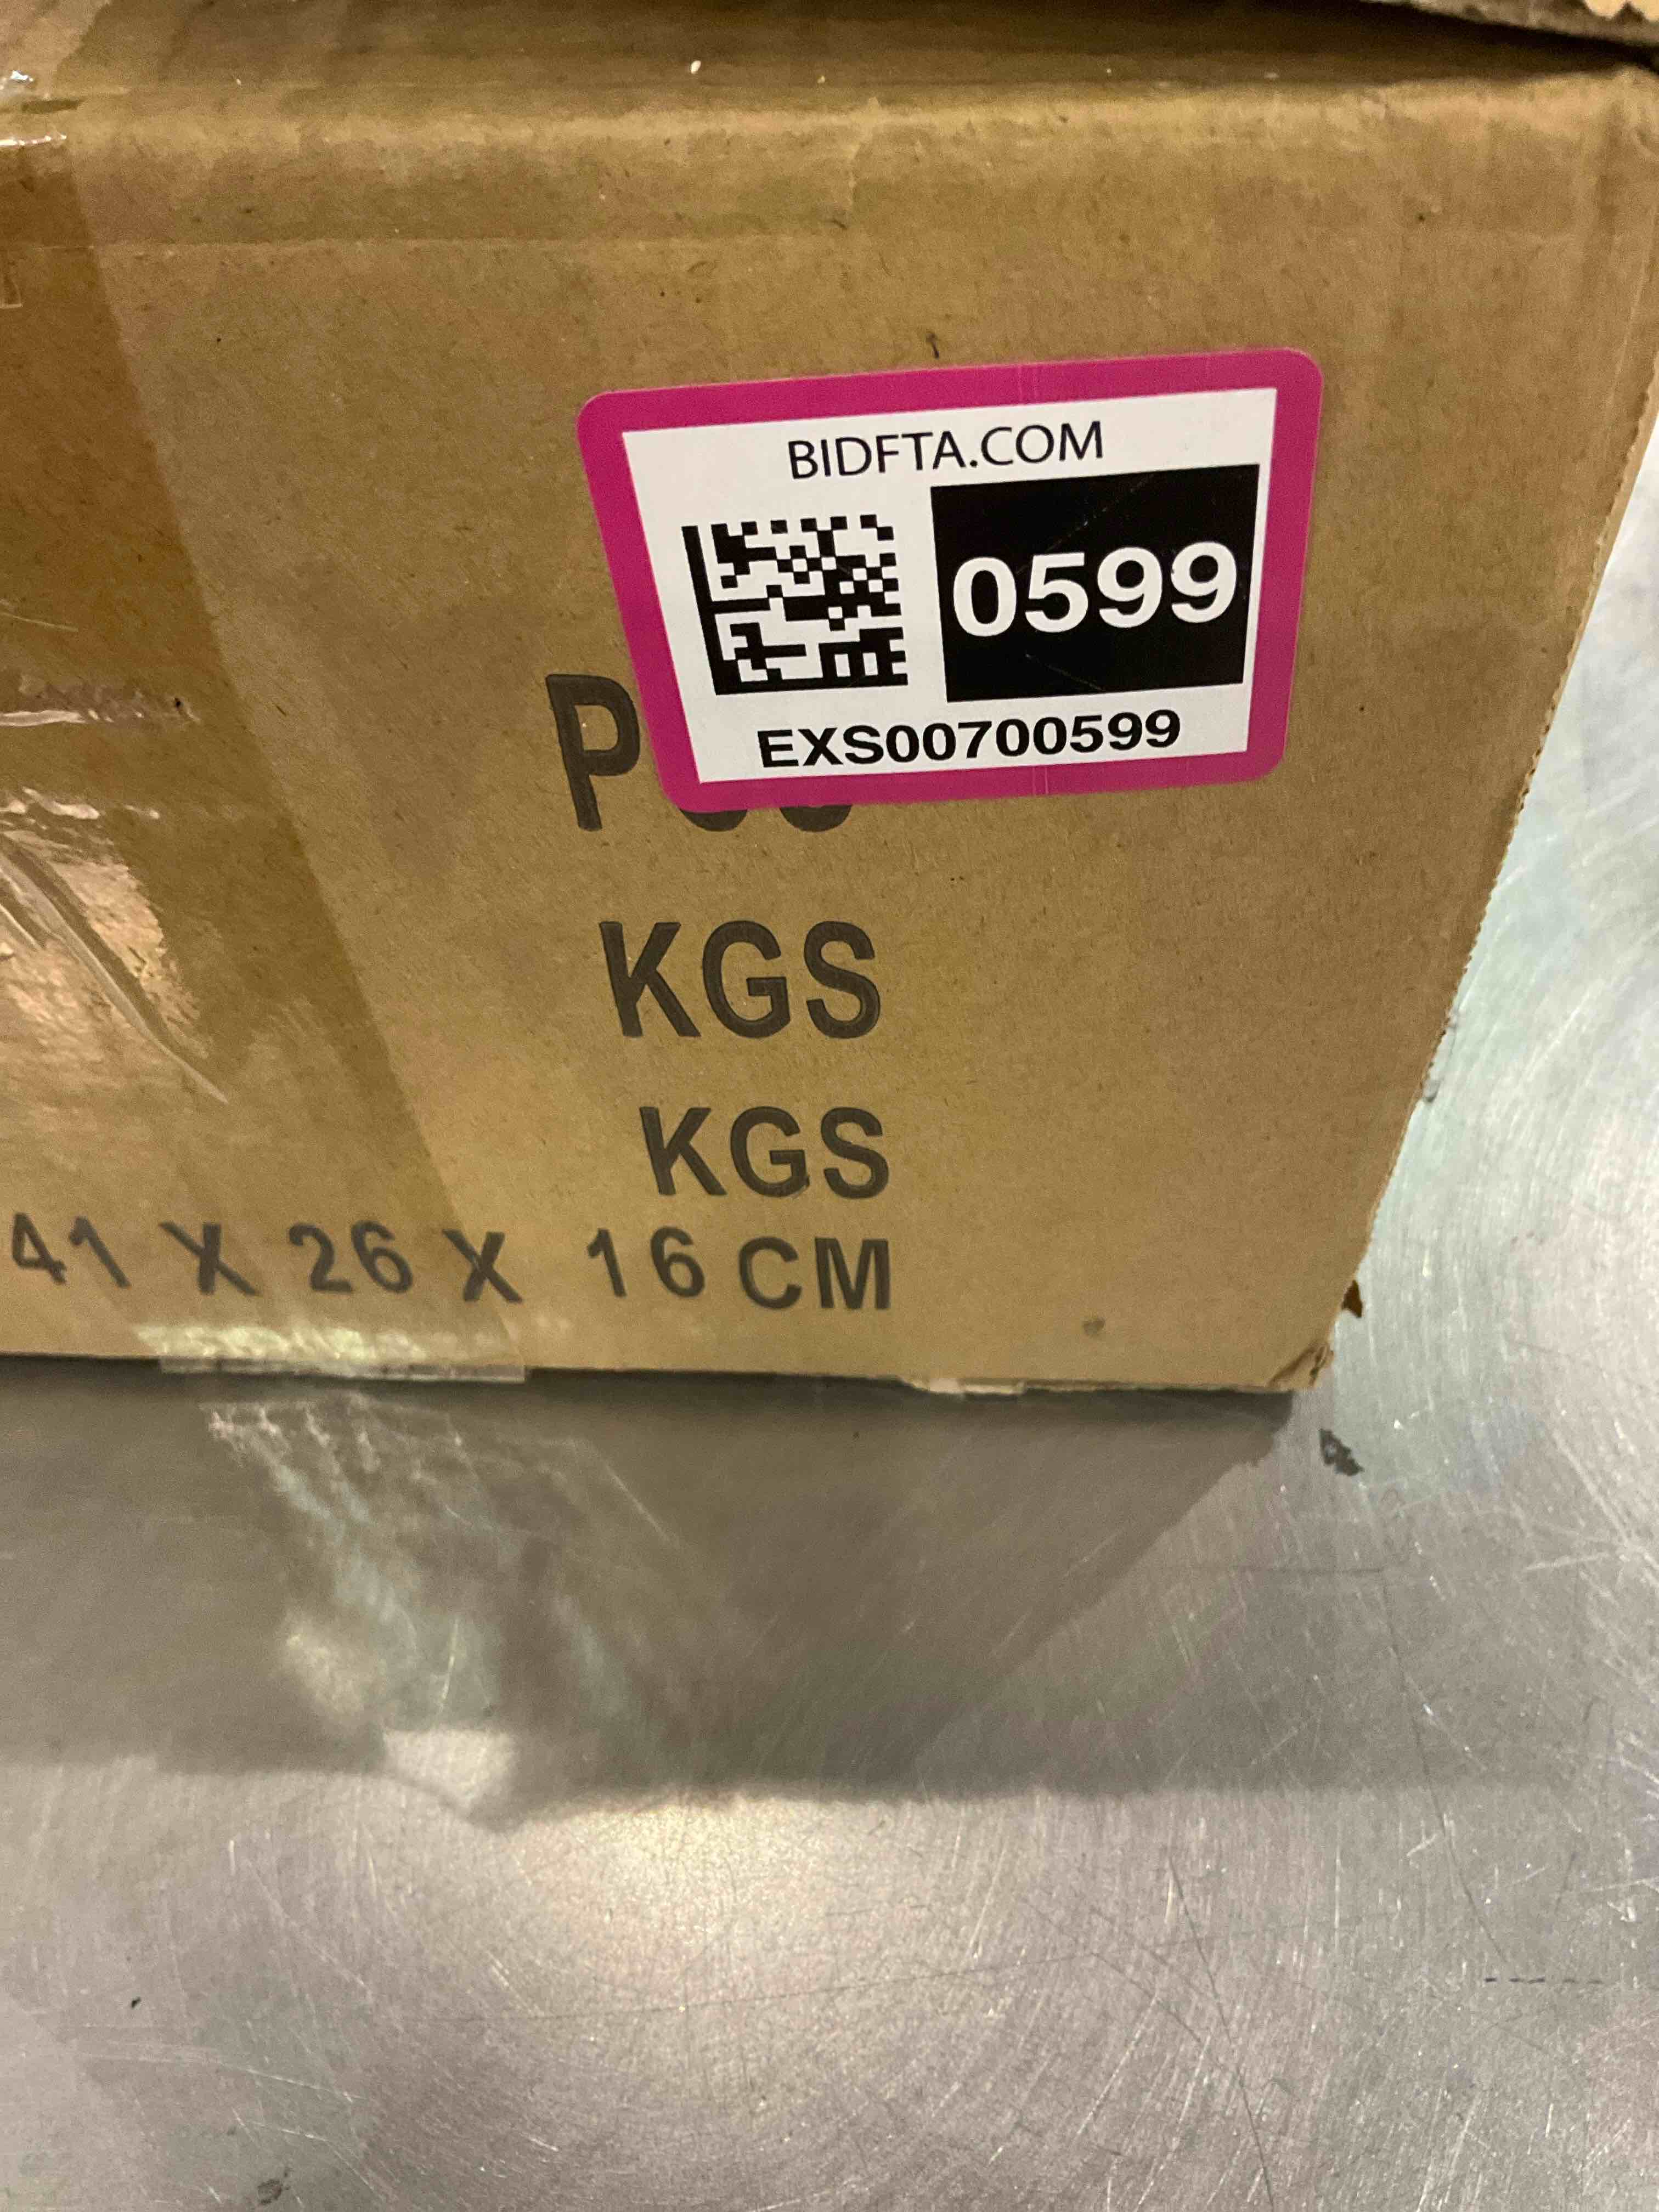 BIDFTA.COM
0599
EXS00700599
KGS
KGS
41 X 26 X 16 CM